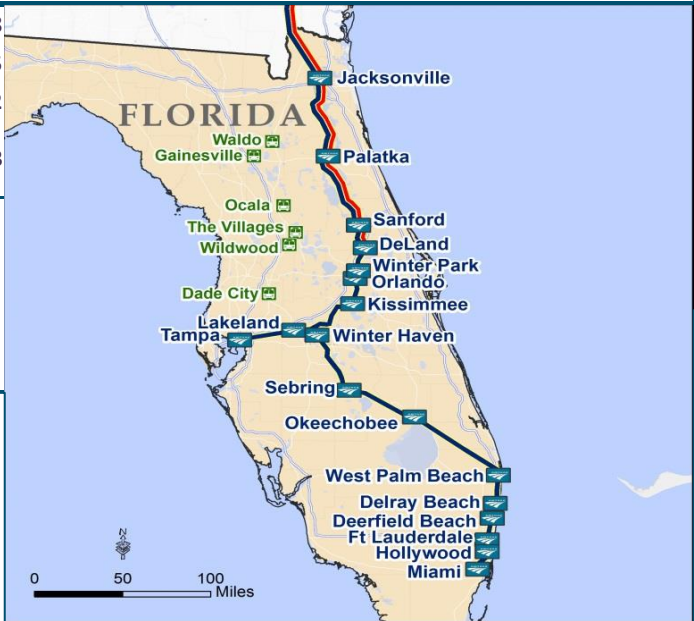 Jacksonville
FLORIDA
Waldo
Gainesville
Palatka
Ocala
Sanford
The Villages
DeLand
Wildwood
Winter Park
Orlando
Dade City
Kissimmee
Lakeland
Tampa
Winter Haven
Sebring
Okeechobee
West Palm Beach
Delray Beach
Deerfield Beach
Ft Lauderdale
Hollywood
Miami
N
0 50 100
Miles